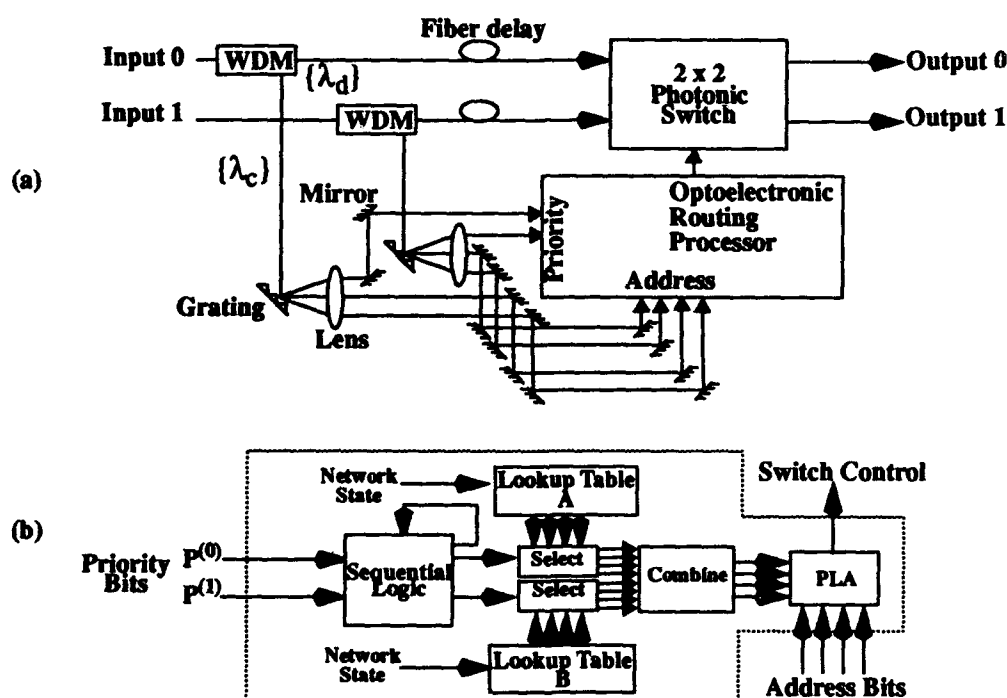 (a)
Input 0
WDM
{λd}
Fiber delay
2 x 2
Photonic
Switch
Output 0
Input 1
WDM
Output 1
{λc}
Mirror
Priority
Optoelectronic
Routing
Processor
Address
Grating
Lens
(b)
Network
State
Lookup Table
A
Switch Control
Priority
Bits
P(0)
P(1)
Sequential
Logic
Select
Select
Combine
PLA
Network
State
Lookup Table
B
Address Bits